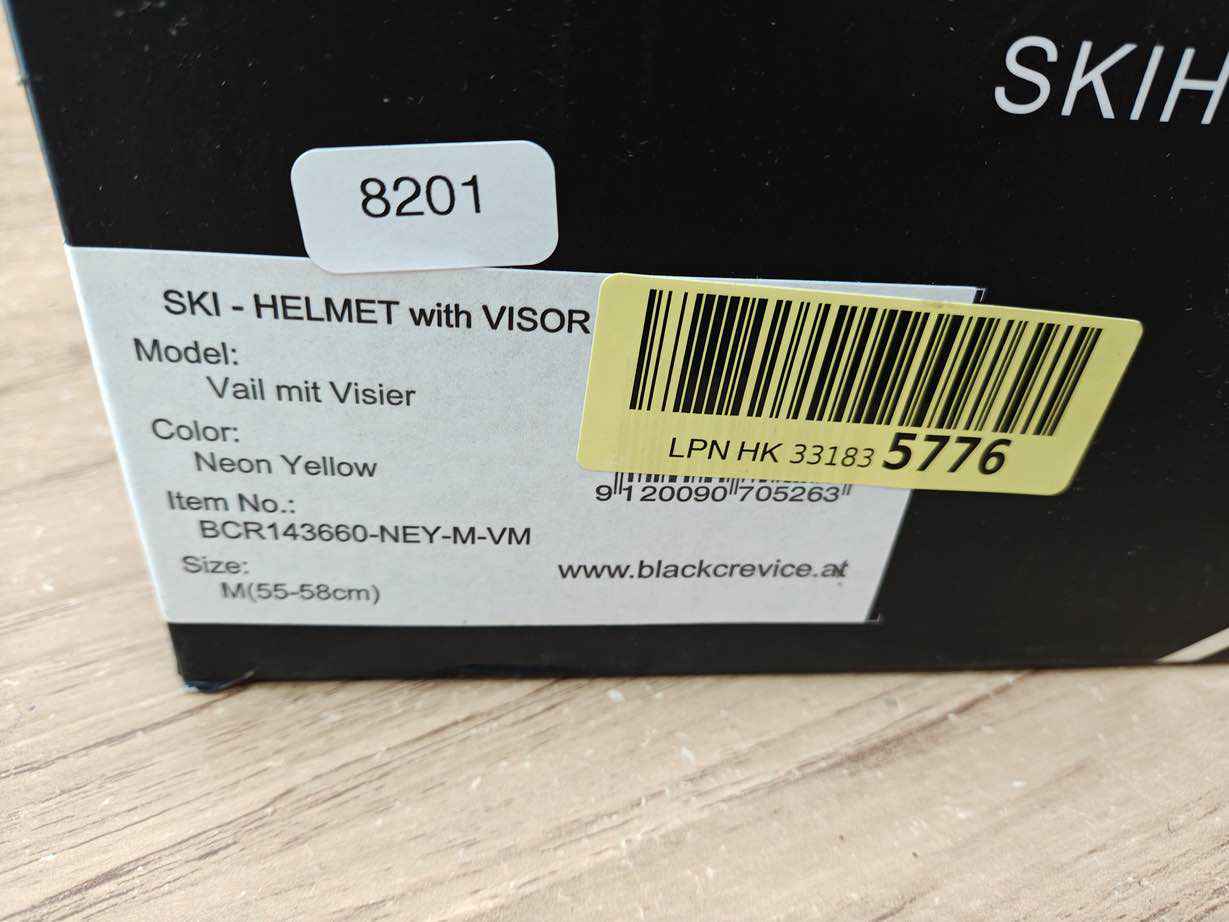 SKIH
8201
SKI - HELMET with VISOR
Model:
Vail mit Visier
Color:
Neon Yellow
Item No.:
BCR143660-NEY-M-VM
Size:
M(55-58cm)
LPN HK 33183 5776
9 120090 705263
www.blackcrevice.at